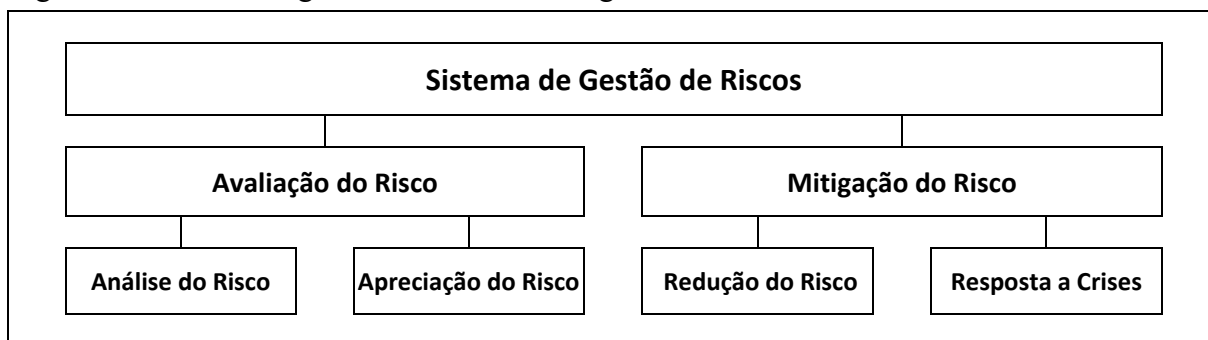 Sistema de Gestão de Riscos
Avaliação do Risco
Mitigação do Risco
Análise do Risco
Apreciação do Risco
Redução do Risco
Resposta a Crises